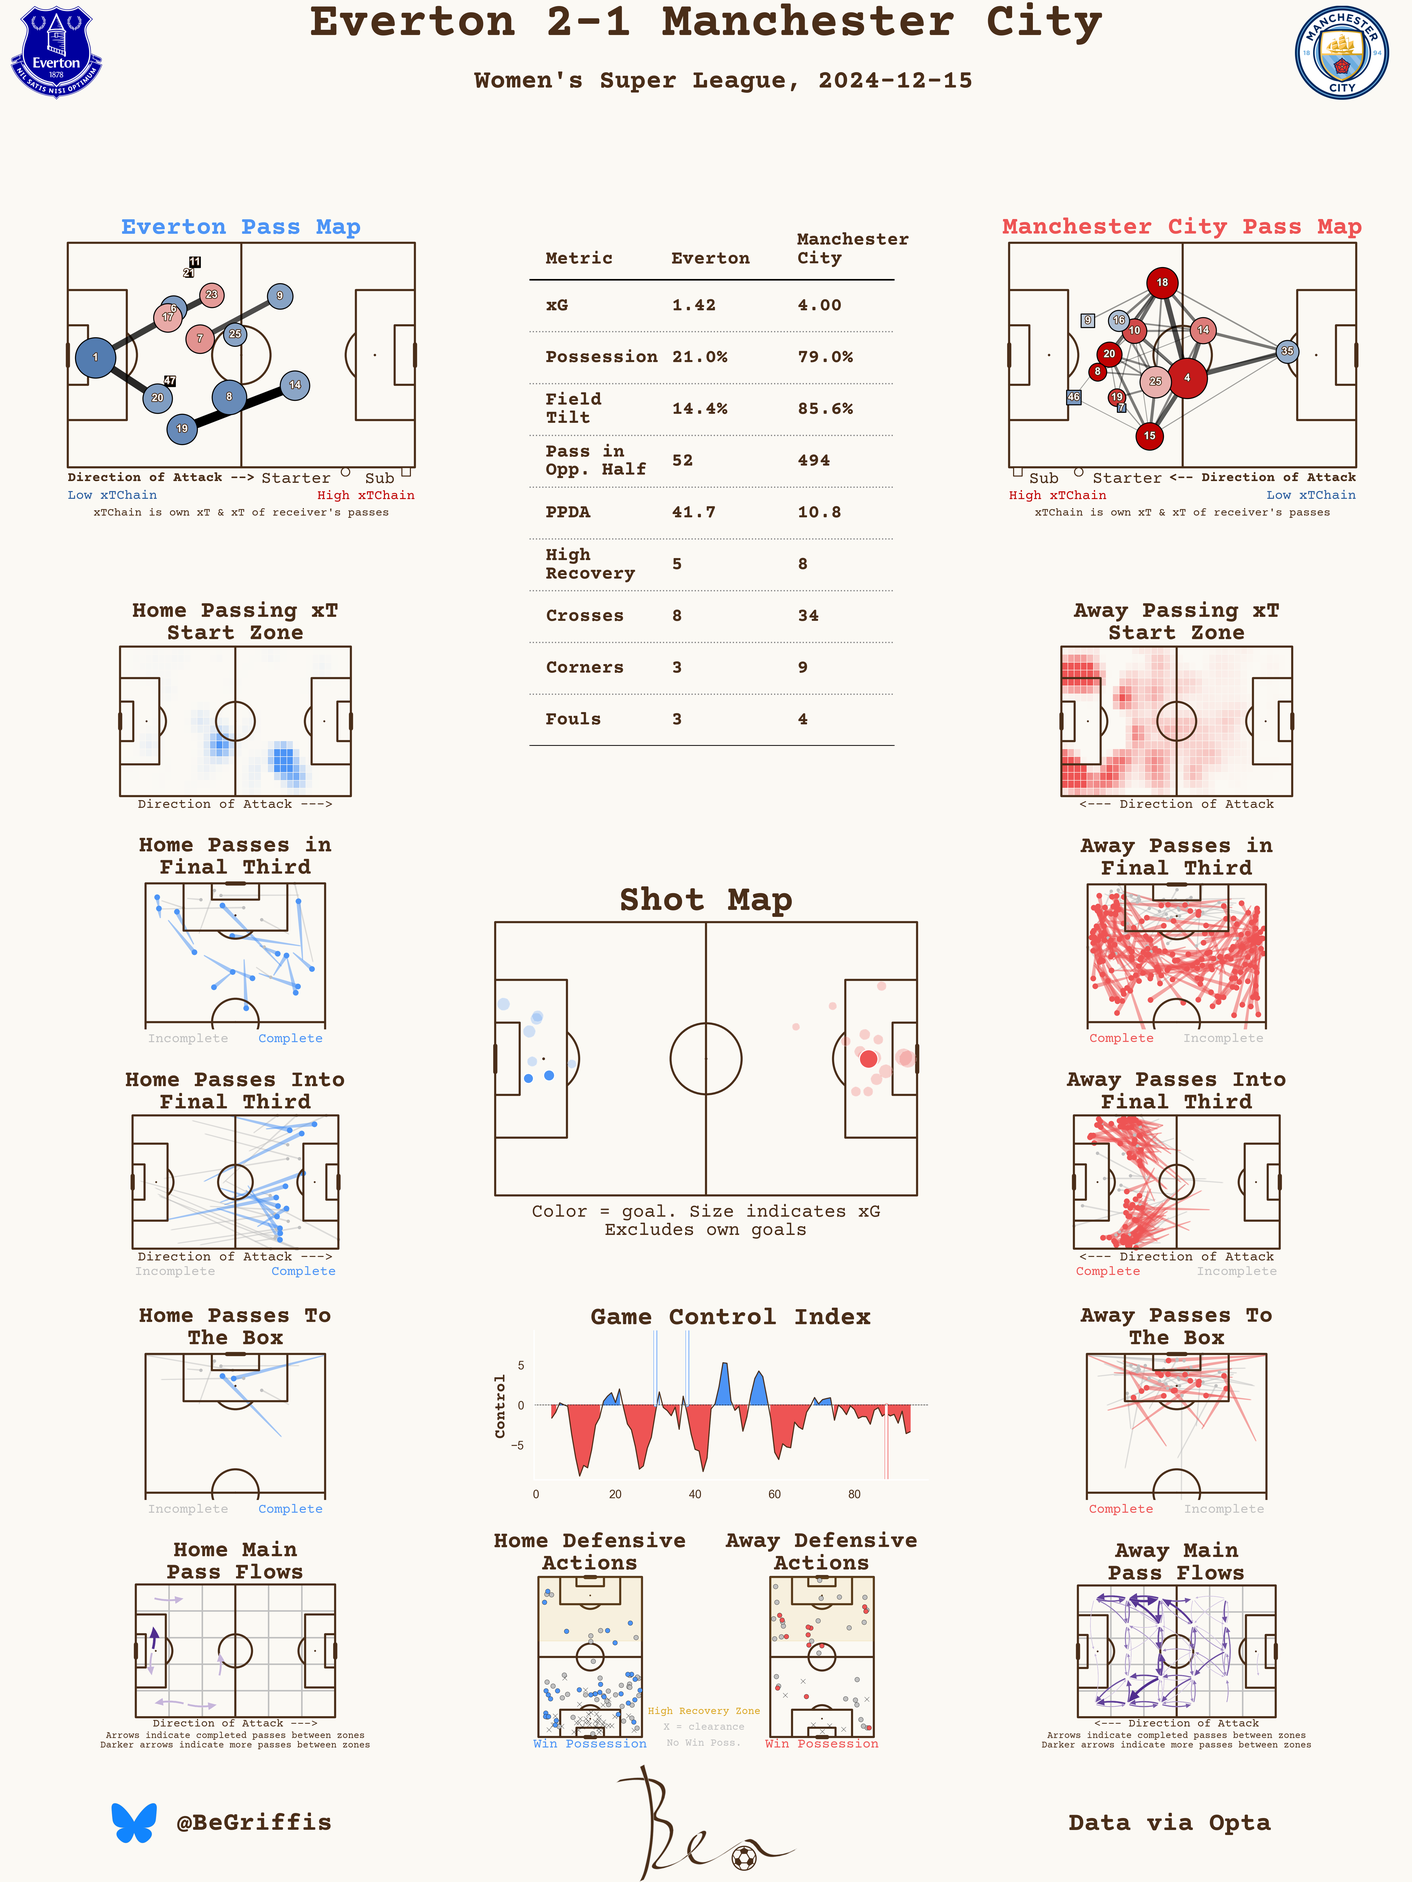 Everton 2-1 Manchester City
Women's Super League, 2024-12-15
Everton
1878
NIL SATIS NISI OPTIMUM
MANCHESTER
18 94
CITY
Everton Pass Map
11
21
23
9
6
17
7
25
1
47
20
8
14
19
Direction of Attack --> Starter Sub
Low xTChain High xTChain
xTChain is own xT & xT of receiver's passes
Metric Everton Manchester City
xG 1.42 4.00
Possession 21.0% 79.0%
Field Tilt 14.4% 85.6%
Pass in Opp. Half 52 494
PPDA 41.7 10.8
High Recovery 5 8
Crosses 8 34
Corners 3 9
Fouls 3 4
Manchester City Pass Map
18
9
16
10
14
20
35
8
25
4
46
19
7
15
Sub Starter <-- Direction of Attack
High xTChain Low xTChain
xTChain is own xT & xT of receiver's passes
Home Passing xT
Start Zone
Direction of Attack --->
Away Passing xT
Start Zone
<--- Direction of Attack
Home Passes in
Final Third
Incomplete Complete
Away Passes in
Final Third
Complete Incomplete
Shot Map
Color = goal. Size indicates xG
Excludes own goals
Home Passes Into
Final Third
Direction of Attack --->
Incomplete Complete
Away Passes Into
Final Third
<--- Direction of Attack
Complete Incomplete
Home Passes To
The Box
Incomplete Complete
Game Control Index
Control
5
0
−5
0 20 40 60 80
Away Passes To
The Box
Complete Incomplete
Home Main
Pass Flows
Direction of Attack --->
Arrows indicate completed passes between zones
Darker arrows indicate more passes between zones
Home Defensive
Actions
Win Possession
Away Defensive
Actions
Win Possession
High Recovery Zone
X = clearance
No Win Poss.
Away Main
Pass Flows
<--- Direction of Attack
Arrows indicate completed passes between zones
Darker arrows indicate more passes between zones
@BeGriffis
Ben
Data via Opta